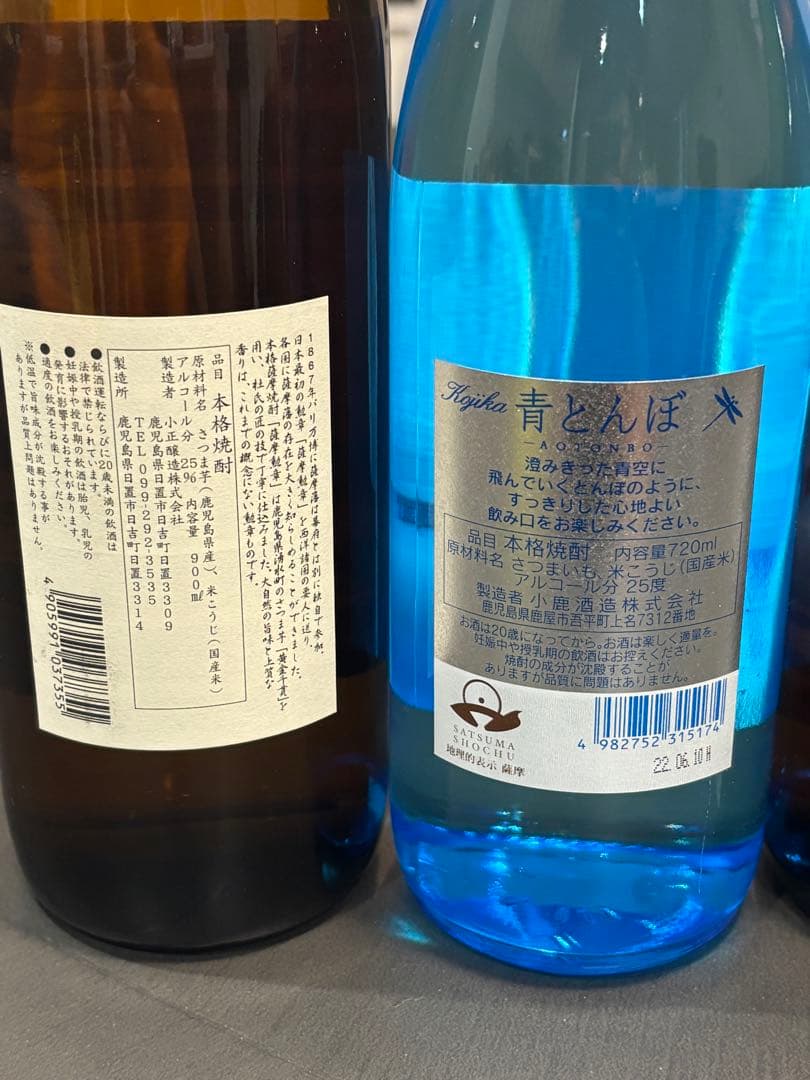 1867年パリ万博に薩摩藩は幕府とは別に独自で参加、
日本最初の勲章「薩摩勲章」を西洋諸国の要人に送り、
各国に薩摩藩の存在を大きく知らしめることができました。
本格薩摩焼酎「薩摩勲章」は鹿児島県清水町のさつま芋「黄金千貫」を
用い、杜氏の匠の技で丁寧に仕込みました。大自然の旨味と上質な
香りは、これまでの概念にない勲章ものです。
品目 本格焼酎
原材料名 さつま芋(鹿児島県産)、米こうじ(国産米)
アルコール分 25% 内容量 900ml
製造者 小正醸造株式会社
鹿児島県日置市日吉町日置3309
TEL 099-292-3535
製造所 鹿児島県日置市日吉町日置3314
●飲酒運転ならびに20歳未満の飲酒は
法律で禁じられています。
●妊娠中や授乳期の飲酒は胎児、乳児の
発育に影響するおそれがあります。
●適度の飲酒をお楽しみください。
※低温で旨味成分が沈殿する事が
ありますが品質上問題はありません。
4 905991 037355
Kojika 青とんぼ
-AOTONBO-
澄みきった青空に
飛んでいくとんぼのように、
すっきりした心地よい
飲み口をお楽しみください。
品目 本格焼酎 内容量720ml
原材料名 さつまいも、米こうじ(国産米)
アルコール分 25度
製造者 小鹿酒造株式会社
鹿児島県鹿屋市吾平町上名7312番地
お酒は20歳になってから。お酒は楽しく適量を。
妊娠中や授乳期の飲酒はお控えください。
焼酎の成分が沈殿することが
ありますが品質に問題はありません。
SATSUMA
SHOCHU
地理的表示 薩摩
4 982752 315174
22.06.10 H